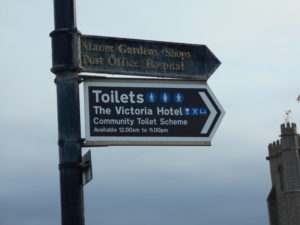 Manor Gardens Shops
Post Office Hospital
Toilets
The Victoria Hotel
Community Toilet Scheme
Available 12.00am to 11.00pm